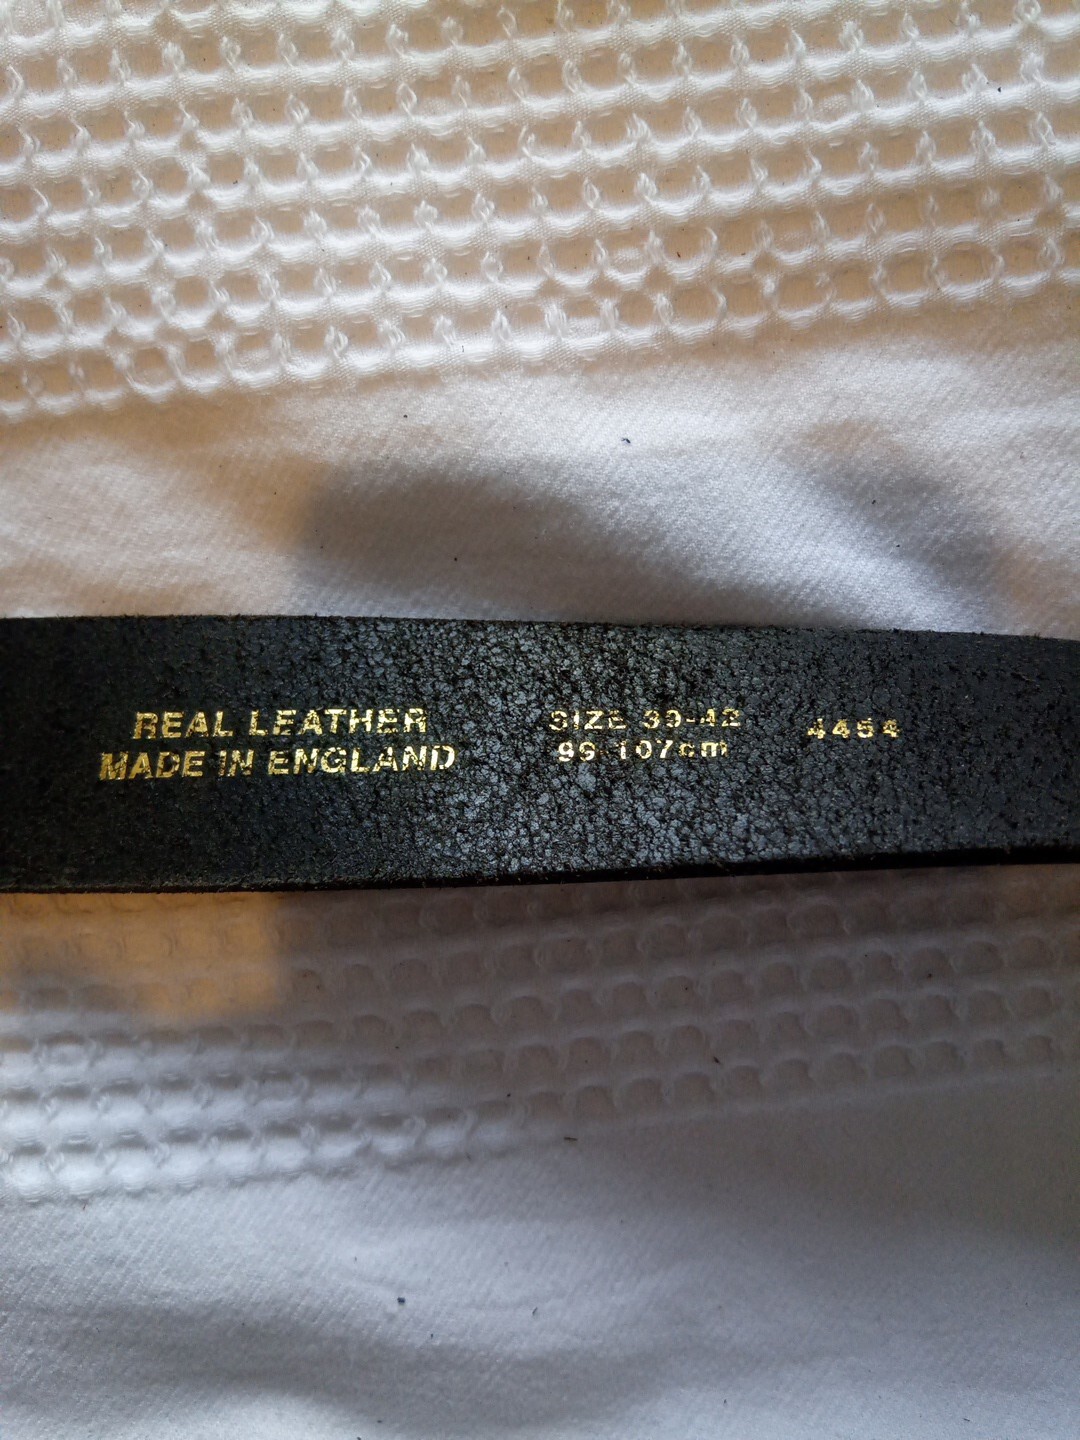 REAL LEATHER
MADE IN ENGLAND
SIZE 39-42
99-107cm
4454